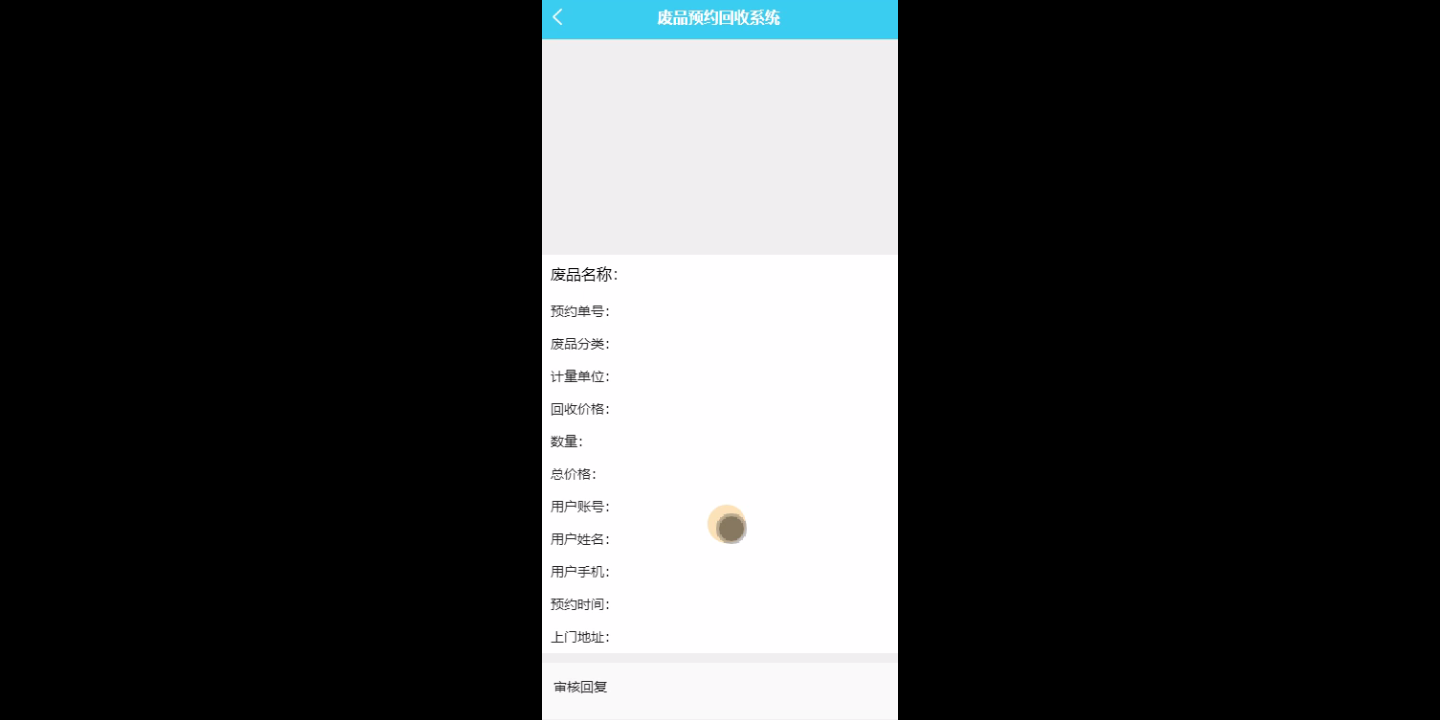 废品预约回收系统
废品名称：
预约单号：
废品分类：
计量单位：
回收价格：
数量：
总价格：
用户账号：
用户姓名：
用户手机：
预约时间：
上门地址：
审核回复